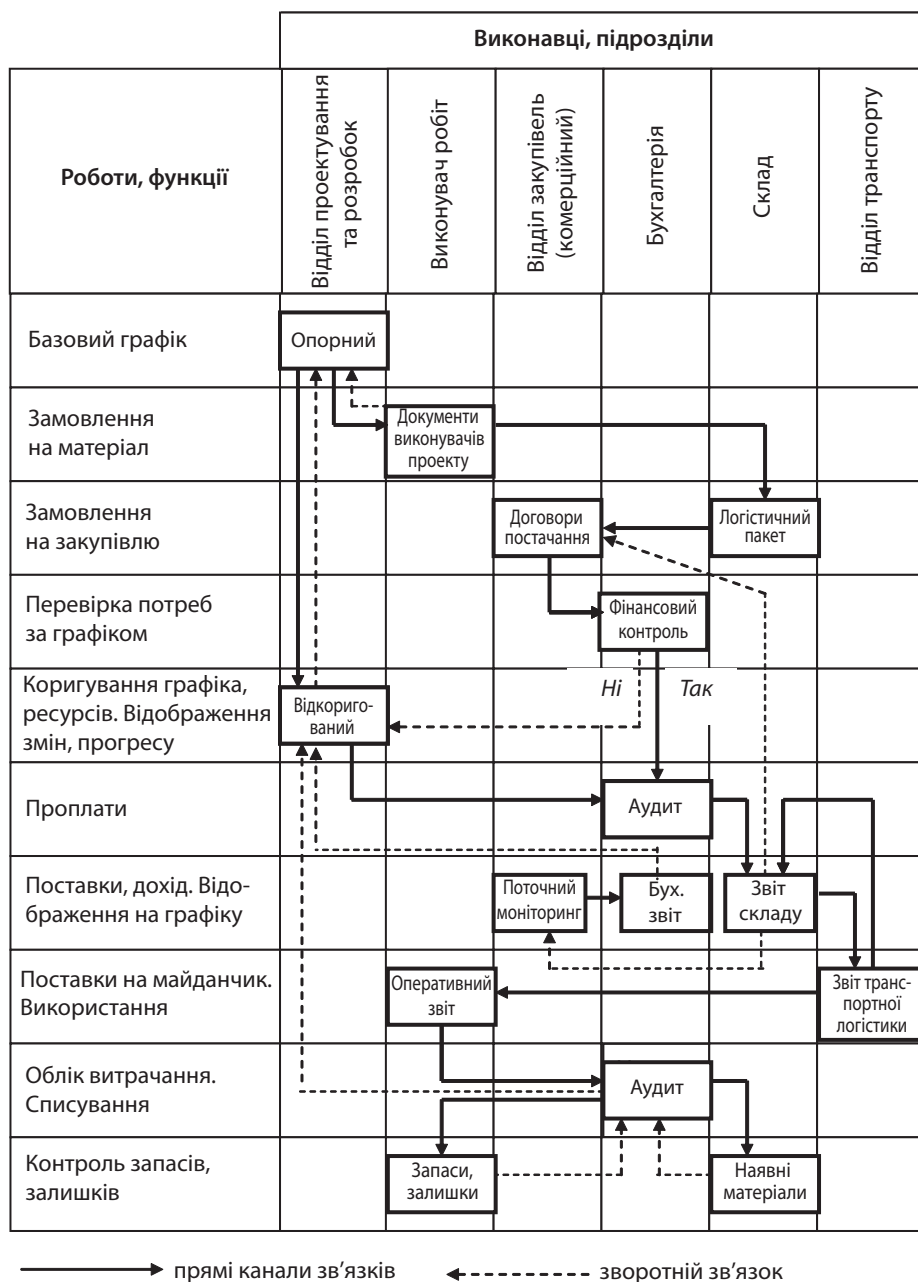 Виконавці, підрозділи
Роботи, функції
Відділ проектування
та розробок
Виконувач робіт
Відділ закупівель
(комерційний)
Бухгалтерія
Склад
Відділ транспорту
Базовий графік
Опорний
Замовлення
на матеріал
Документи
виконувачів
проекту
Замовлення
на закупівлю
Договори
постачання
Логістичний
пакет
Перевірка потреб
за графіком
Фінансовий
контроль
Ні
Так
Коригування графіка,
ресурсів. Відображення
змін, прогресу
Відкориго-
ваний
Проплати
Аудит
Поставки, дохід. Відо-
браження на графіку
Поточний
моніторинг
Бух.
звіт
Звіт
складу
Поставки на майданчик.
Використання
Оперативний
звіт
Звіт транс-
портної
логістики
Облік витрачання.
Списування
Аудит
Контроль запасів,
залишків
Запаси,
залишки
Наявні
матеріали
прямі канали зв'язків
зворотній зв'язок